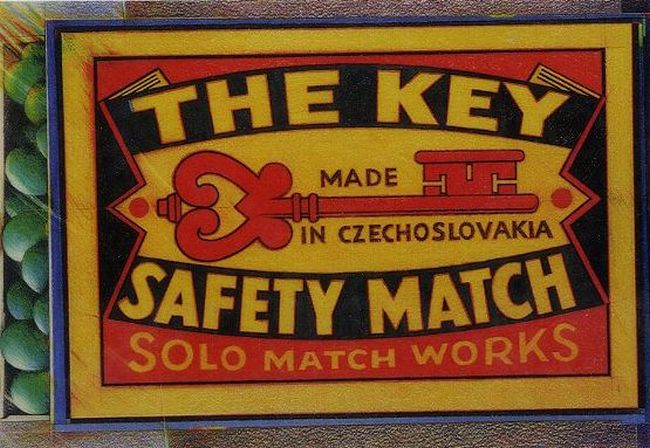 THE KEY
MADE
IN CZECHOSLOVAKIA
SAFETY MATCH
SOLO MATCH WORKS